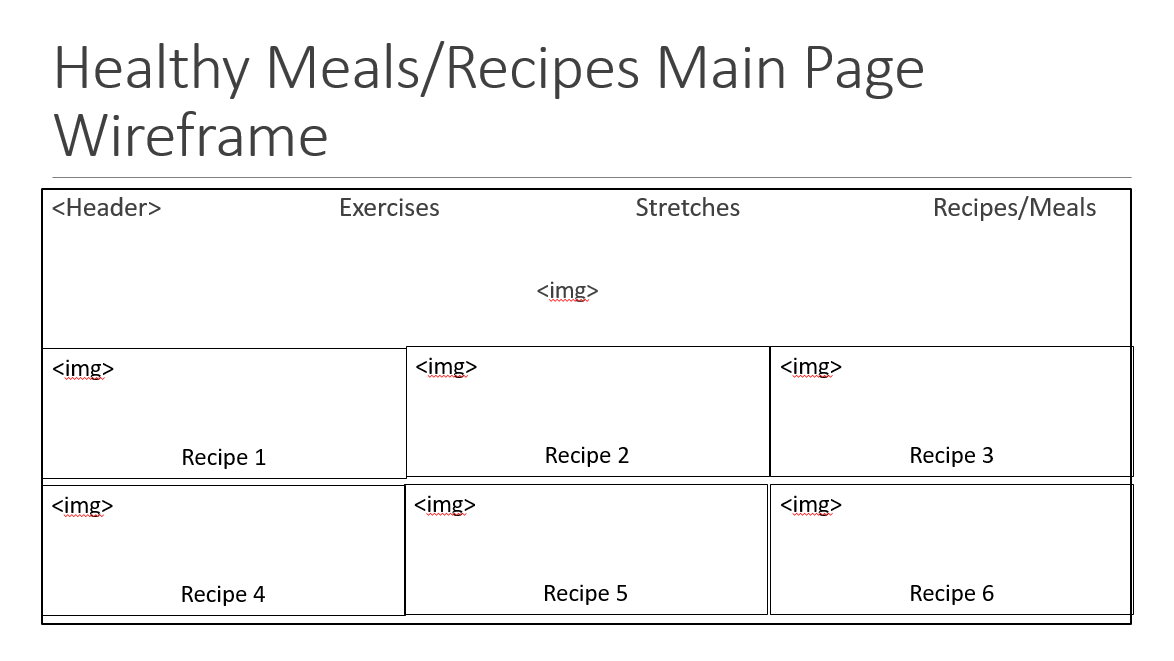 Healthy Meals/Recipes Main Page
Wireframe
<Header> Exercises Stretches Recipes/Meals
<img>
<img> <img> <img>
Recipe 1 Recipe 2 Recipe 3
<img> <img> <img>
Recipe 4 Recipe 5 Recipe 6